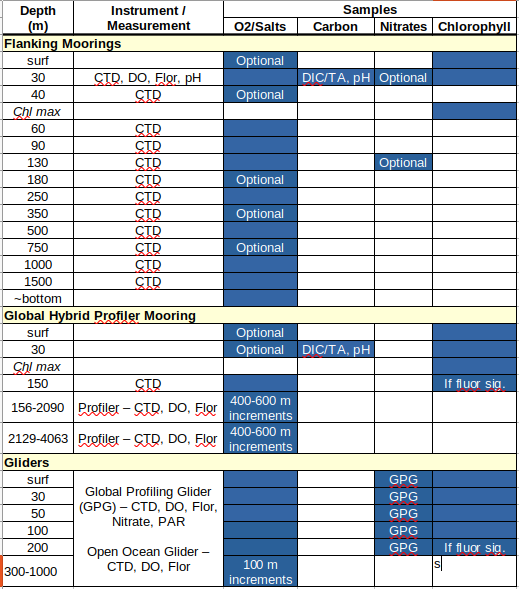 Depth (m) Instrument / Measurement Samples
O2/Salts Carbon Nitrates Chlorophyll
Flanking Moorings
surf Optional
30 CTD, DO, Flor, pH DIC/TA, pH Optional
40 CTD Optional
Chl max
60 CTD
90 CTD
130 CTD Optional
180 CTD Optional
250 CTD
350 CTD Optional
500 CTD
750 CTD Optional
1000 CTD
1500 CTD
~bottom
Global Hybrid Profiler Mooring
surf Optional
30 Optional DIC/TA, pH
Chl max
150 CTD If fluor sig.
156-2090 Profiler – CTD, DO, Flor 400-600 m increments
2129-4063 Profiler – CTD, DO, Flor 400-600 m increments
Gliders
surf GPG
30 Global Profiling Glider GPG
50 (GPG) – CTD, DO, Flor, GPG
100 Nitrate, PAR GPG
200 Open Ocean Glider – GPG If fluor sig.
300-1000 CTD, DO, Flor 100 m increments s